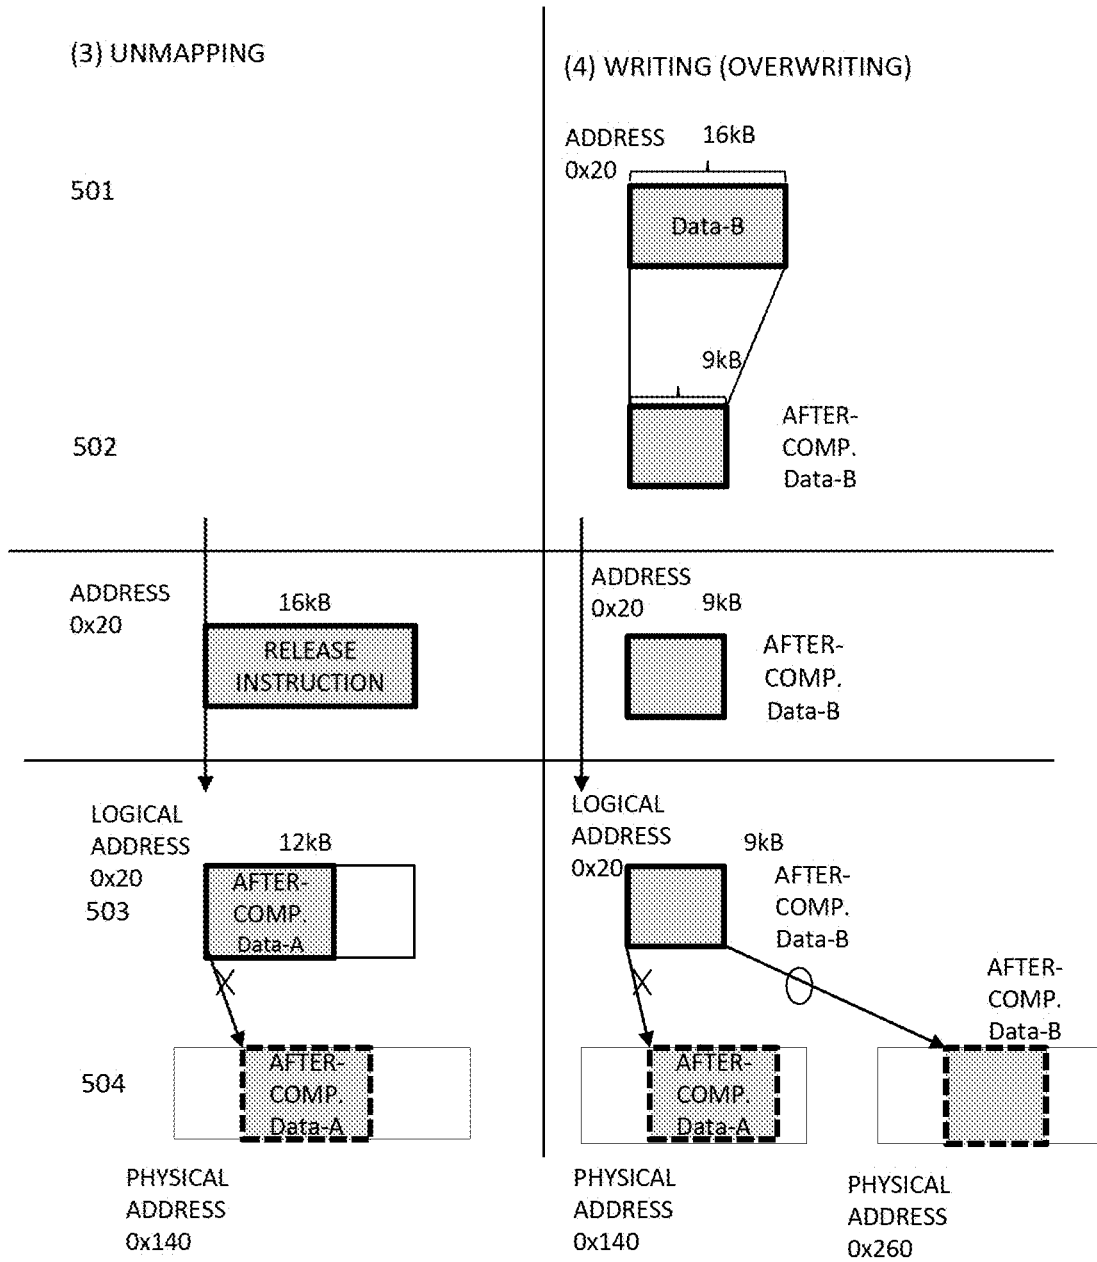 (3) UNMAPPING
501
502
ADDRESS
0x20
16kB
RELEASE
INSTRUCTION
LOGICAL
ADDRESS
0x20
503
12kB
AFTER-
COMP.
Data-A
504
AFTER-
COMP.
Data-A
PHYSICAL
ADDRESS
0x140
(4) WRITING (OVERWRITING)
ADDRESS
0x20
16kB
Data-B
9kB
AFTER-
COMP.
Data-B
ADDRESS
0x20
9kB
AFTER-
COMP.
Data-B
LOGICAL
ADDRESS
0x20
9kB
AFTER-
COMP.
Data-B
AFTER-
COMP.
Data-A
PHYSICAL
ADDRESS
0x140
AFTER-
COMP.
Data-B
PHYSICAL
ADDRESS
0x260